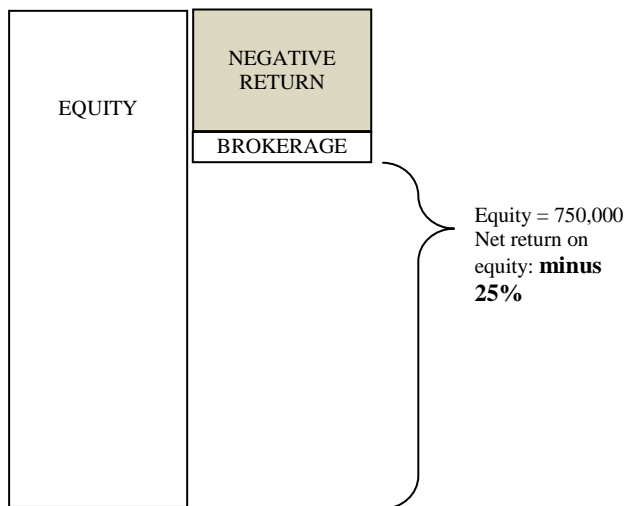 NEGATIVE
RETURN
EQUITY
BROKERAGE
Equity = 750,000
Net return on
equity: minus
25%